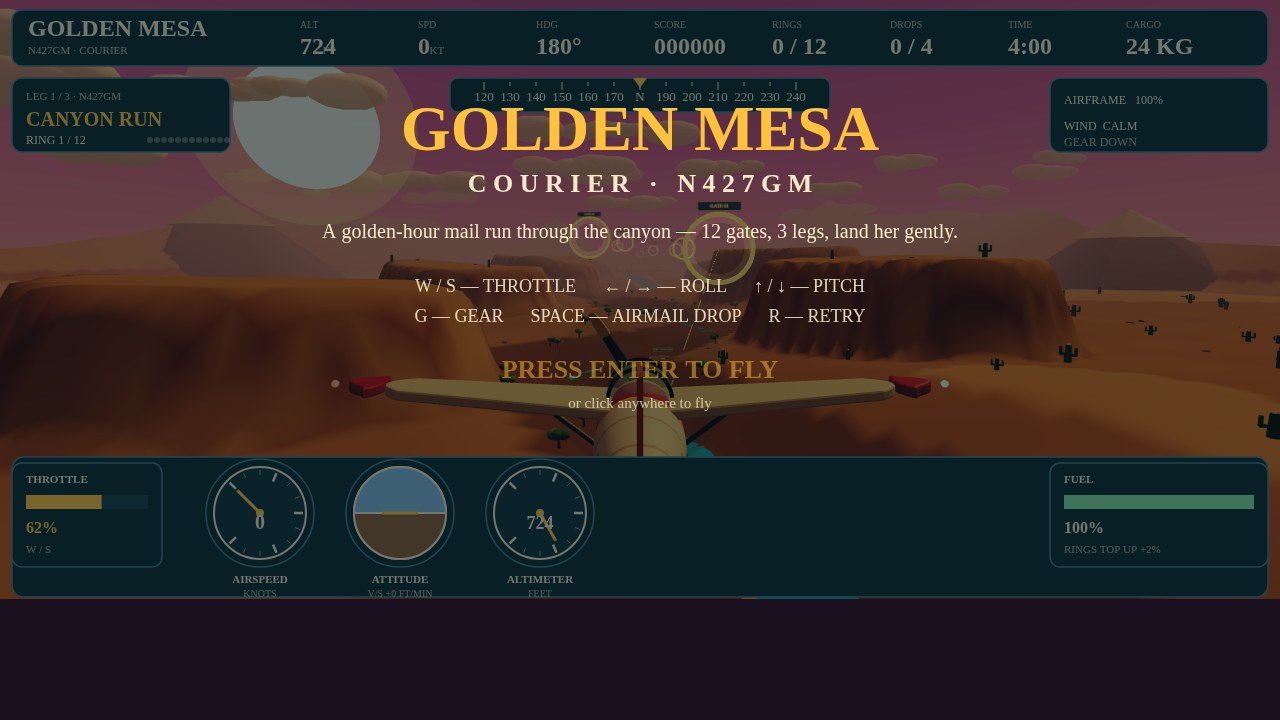 GOLDEN MESA
N427GM · COURIER
ALT
724
SPD
0KT
HDG
180°
SCORE
000000
RINGS
0 / 12
DROPS
0 / 4
TIME
4:00
CARGO
24 KG
LEG 1 / 3 · N427GM
CANYON RUN
RING 1 / 12
120 130 140 150 160 170 N 190 200 210 220 230 240
AIRFRAME 100%
WIND CALM
GEAR DOWN
GOLDEN MESA
COURIER · N427GM
A golden-hour mail run through the canyon — 12 gates, 3 legs, land her gently.
W / S — THROTTLE ← / → — ROLL ↑ / ↓ — PITCH
G — GEAR SPACE — AIRMAIL DROP R — RETRY
PRESS ENTER TO FLY
or click anywhere to fly
THROTTLE
62%
W / S
0
AIRSPEED
KNOTS
ATTITUDE
V/S +0 FT/MIN
724
ALTIMETER
FEET
FUEL
100%
RINGS TOP UP +2%